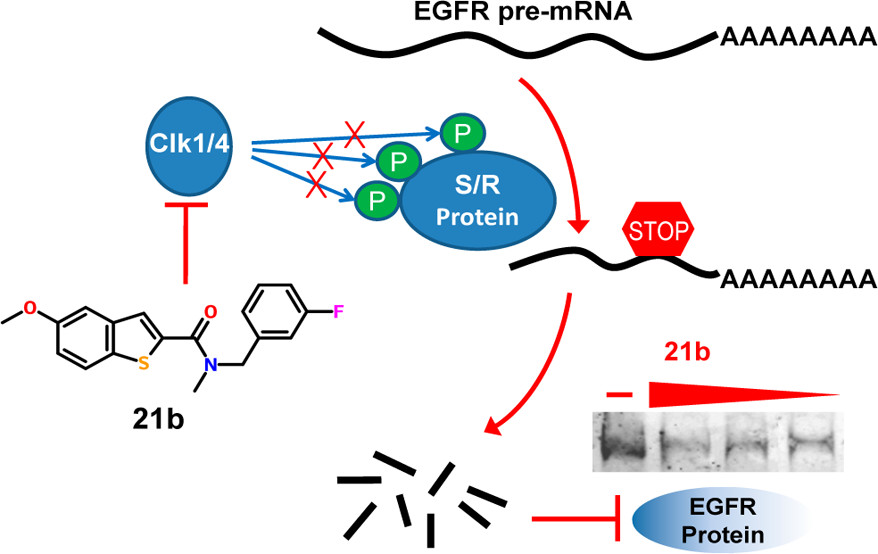 EGFR pre-mRNA
AAAAAAAA
Clk1/4
P
P
P
S/R
Protein
STOP
AAAAAAAA
O
O
F
S
N
21b
21b
EGFR
Protein